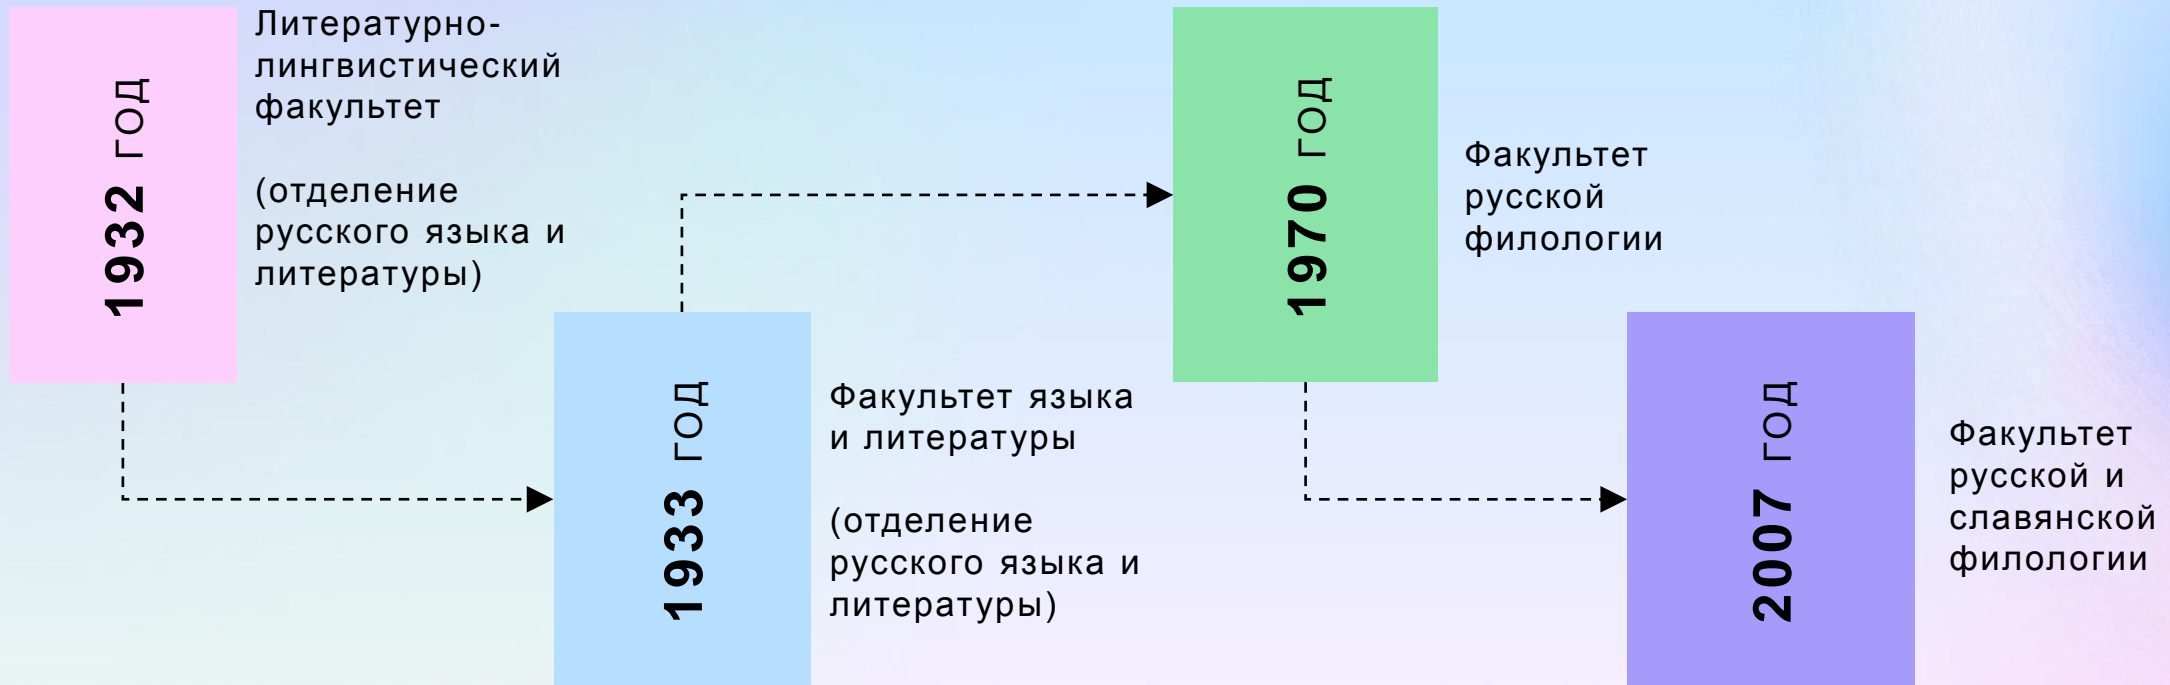 1932 ГОД
Литературно-
лингвистический
факультет
(отделение
русского языка и
литературы)
1933 ГОД
Факультет языка
и литературы
(отделение
русского языка и
литературы)
1970 ГОД
Факультет
русской
филологии
2007 ГОД
Факультет
русской и
славянской
филологии